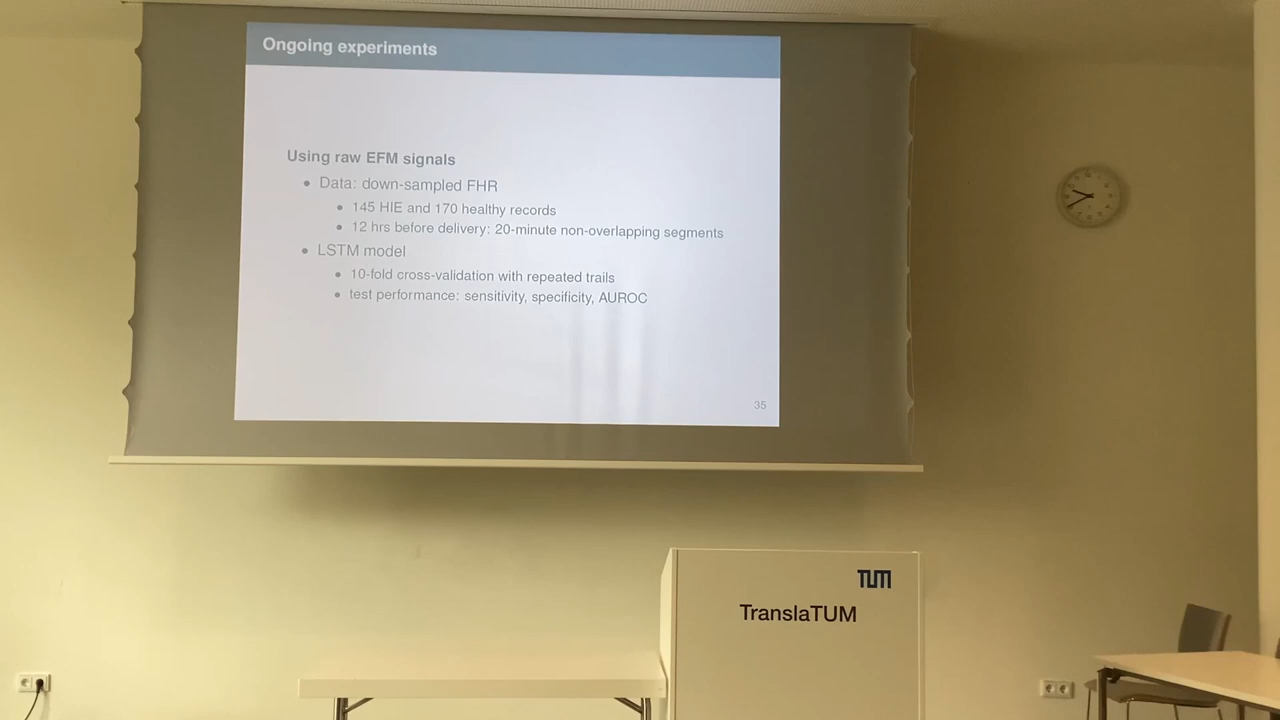 Ongoing experiments
Using raw EFM signals
• Data: down-sampled FHR
• 145 HIE and 170 healthy records
• 12 hrs before delivery: 20-minute non-overlapping segments
• LSTM model
• 10-fold cross-validation with repeated trails
• test performance: sensitivity, specificity, AUROC
35
TUM
TranslaTUM